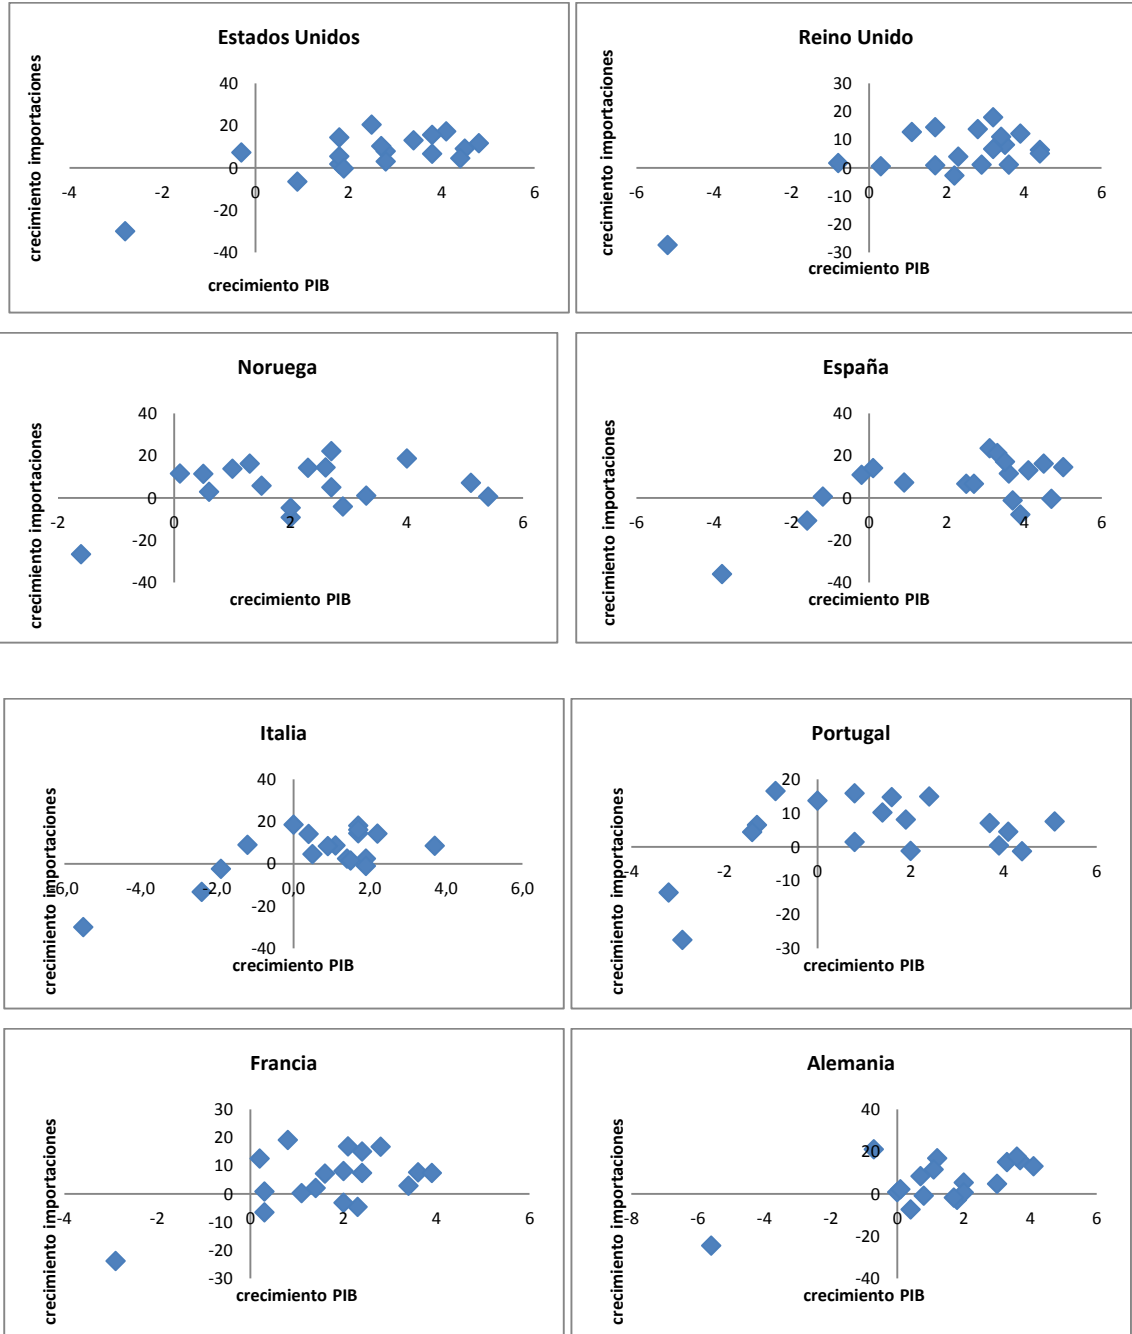 Estados Unidos
crecimiento importaciones
40
20
0
-20
-40
-4 -2 0 2 4 6
crecimiento PIB
Reino Unido
crecimiento importaciones
30
20
10
0
-10
-20
-30
-6 -4 -2 0 2 4 6
crecimiento PIB
Noruega
crecimiento importaciones
40
20
0
-20
-40
-2 0 2 4 6
crecimiento PIB
España
crecimiento importaciones
40
20
0
-20
-40
-6 -4 -2 0 2 4 6
crecimiento PIB
Italia
crecimiento importaciones
40
20
0
-20
-40
-6,0 -4,0 -2,0 0,0 2,0 4,0 6,0
crecimiento PIB
Portugal
crecimiento importaciones
20
10
0
-10
-20
-30
-4 -2 0 2 4 6
crecimiento PIB
Francia
crecimiento importaciones
30
20
10
0
-10
-20
-30
-4 -2 0 2 4 6
crecimiento PIB
Alemania
crecimiento importaciones
40
20
0
-20
-40
-8 -6 -4 -2 0 2 4 6
crecimiento PIB